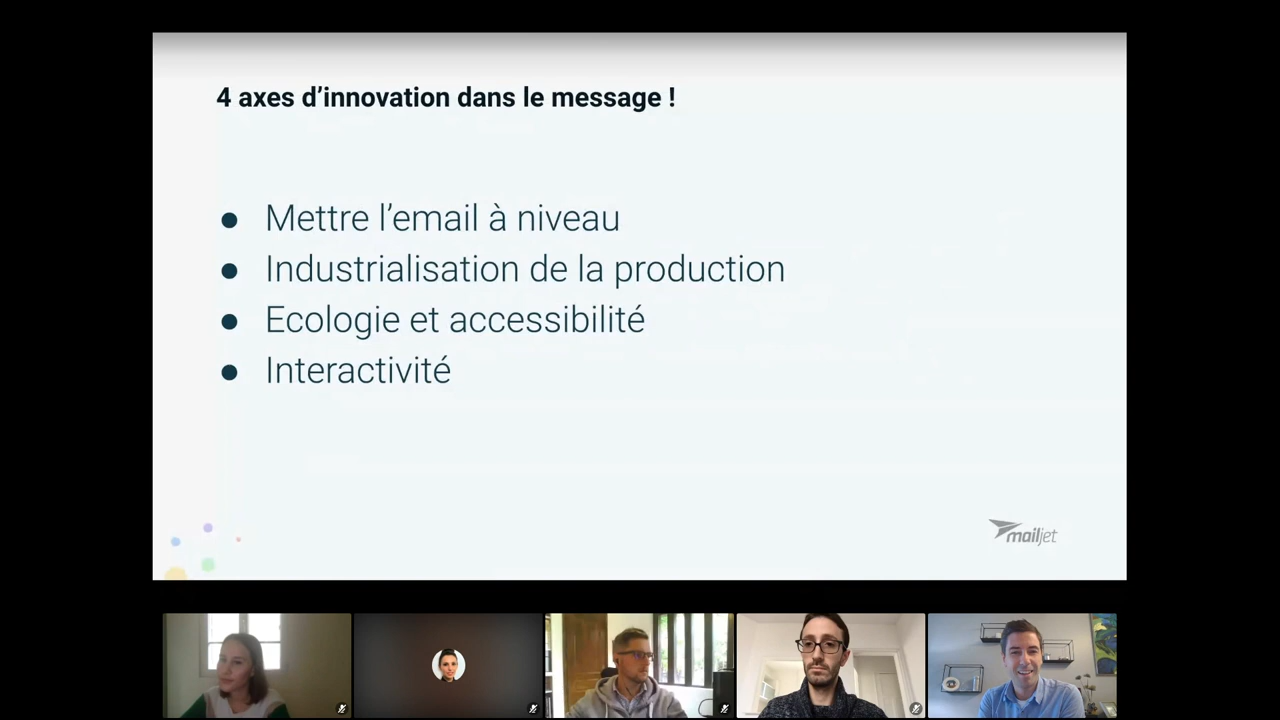 4 axes d’innovation dans le message !
● Mettre l’email à niveau
● Industrialisation de la production
● Ecologie et accessibilité
● Interactivité
mailjet